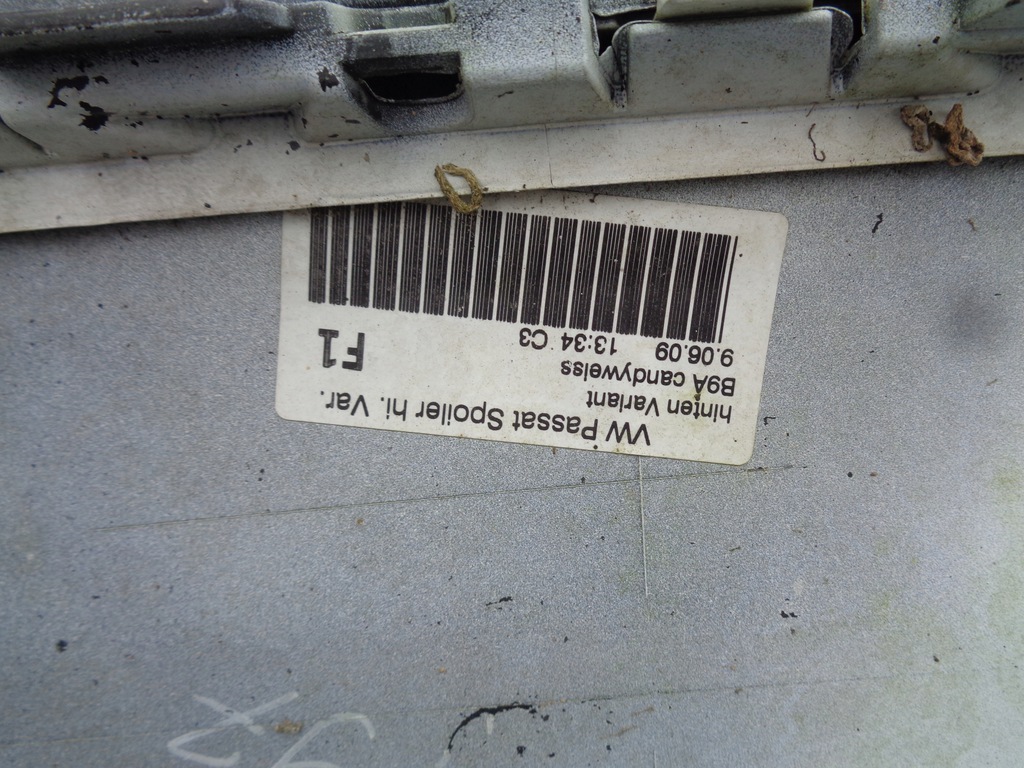 VW Passat Spoiler hi. Var.
hinten Variant
B9A candyweiss
9.06.09 13:34 C3
F1